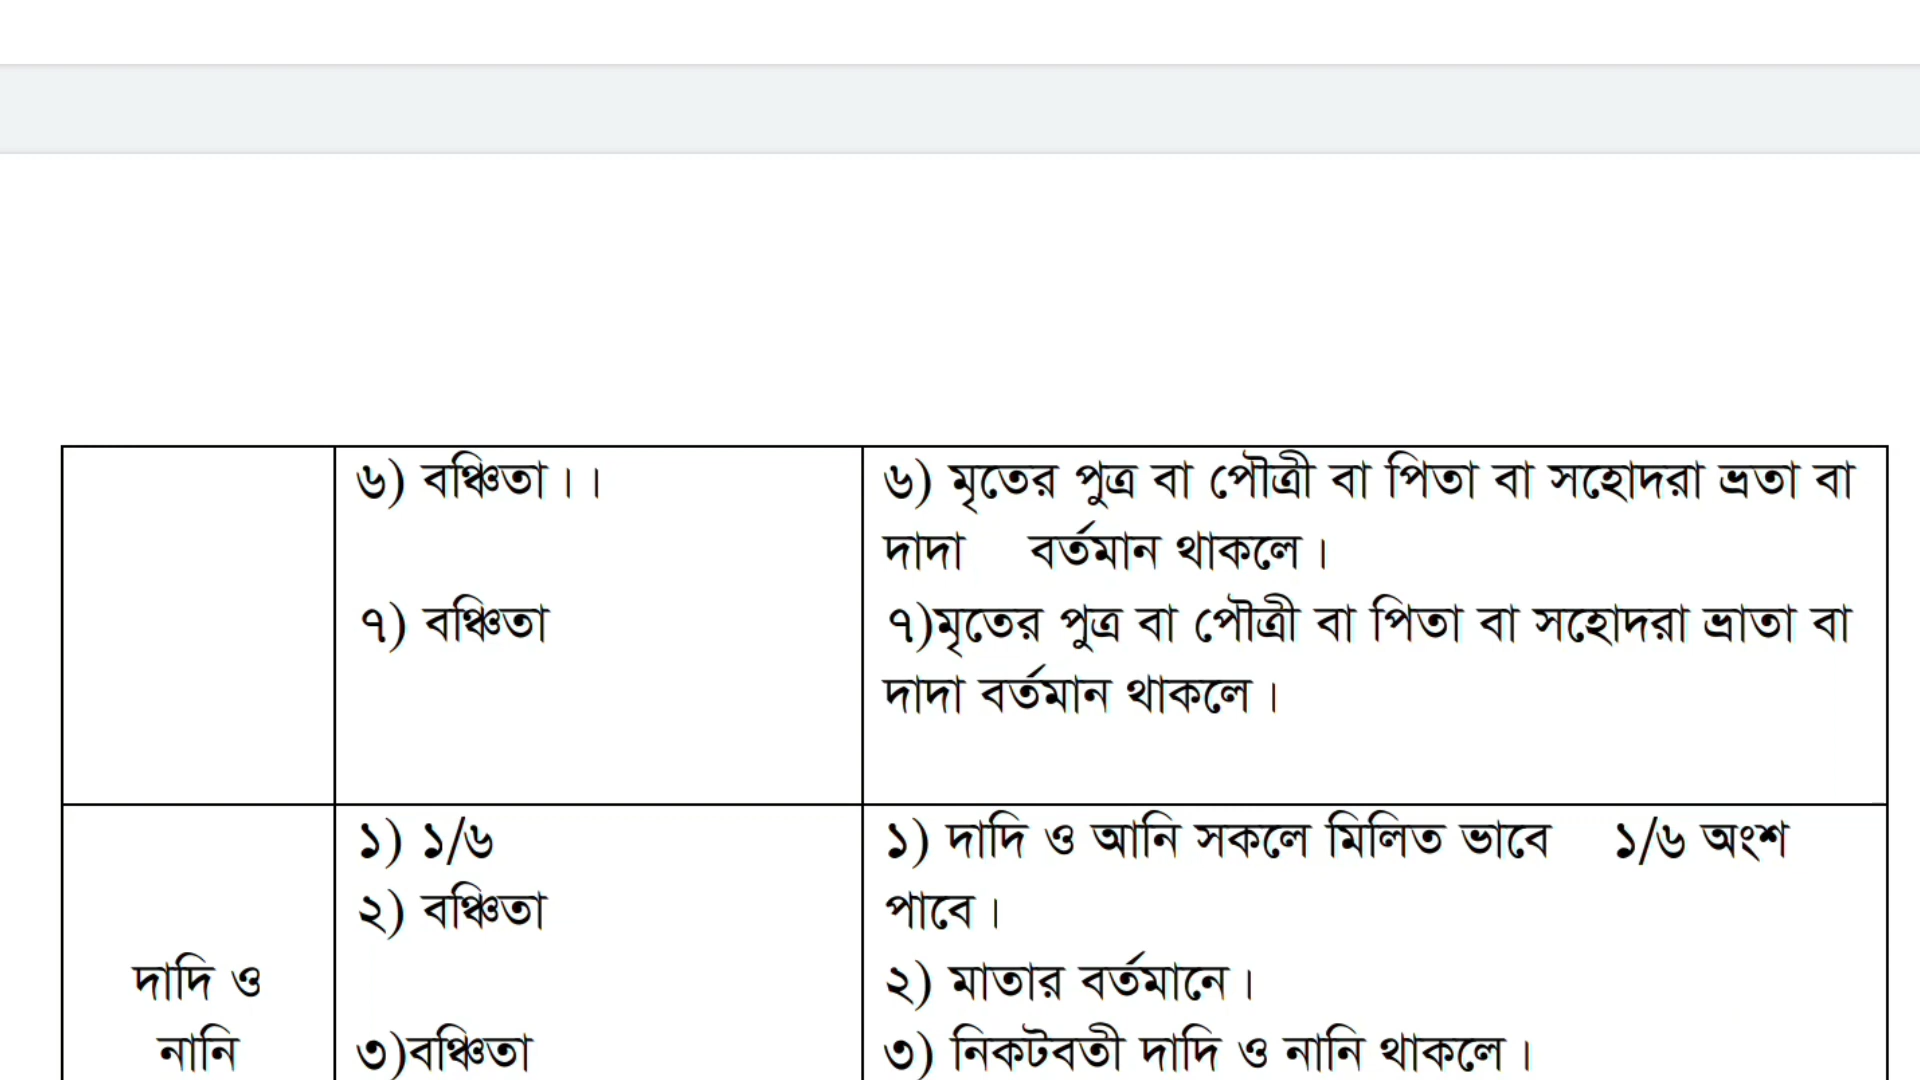 ৬) বঞ্চিতা।।
৬) মৃতের পুত্র বা পৌত্রী বা পিতা বা সহোদরা ভ্রতা বা
দাদা বর্তমান থাকলে।
৭) বঞ্চিতা
৭)মৃতের পুত্র বা পৌত্রী বা পিতা বা সহোদরা ভ্রাতা বা
দাদা বর্তমান থাকলে।
দাদি ও
নানি
১) ১/৬
২) বঞ্চিতা
৩)বঞ্চিতা
১) দাদি ও আনি সকলে মিলিত ভাবে ১/৬ অংশ
পাবে।
২) মাতার বর্তমানে।
৩) নিকটবতী দাদি ও নানি থাকলে।